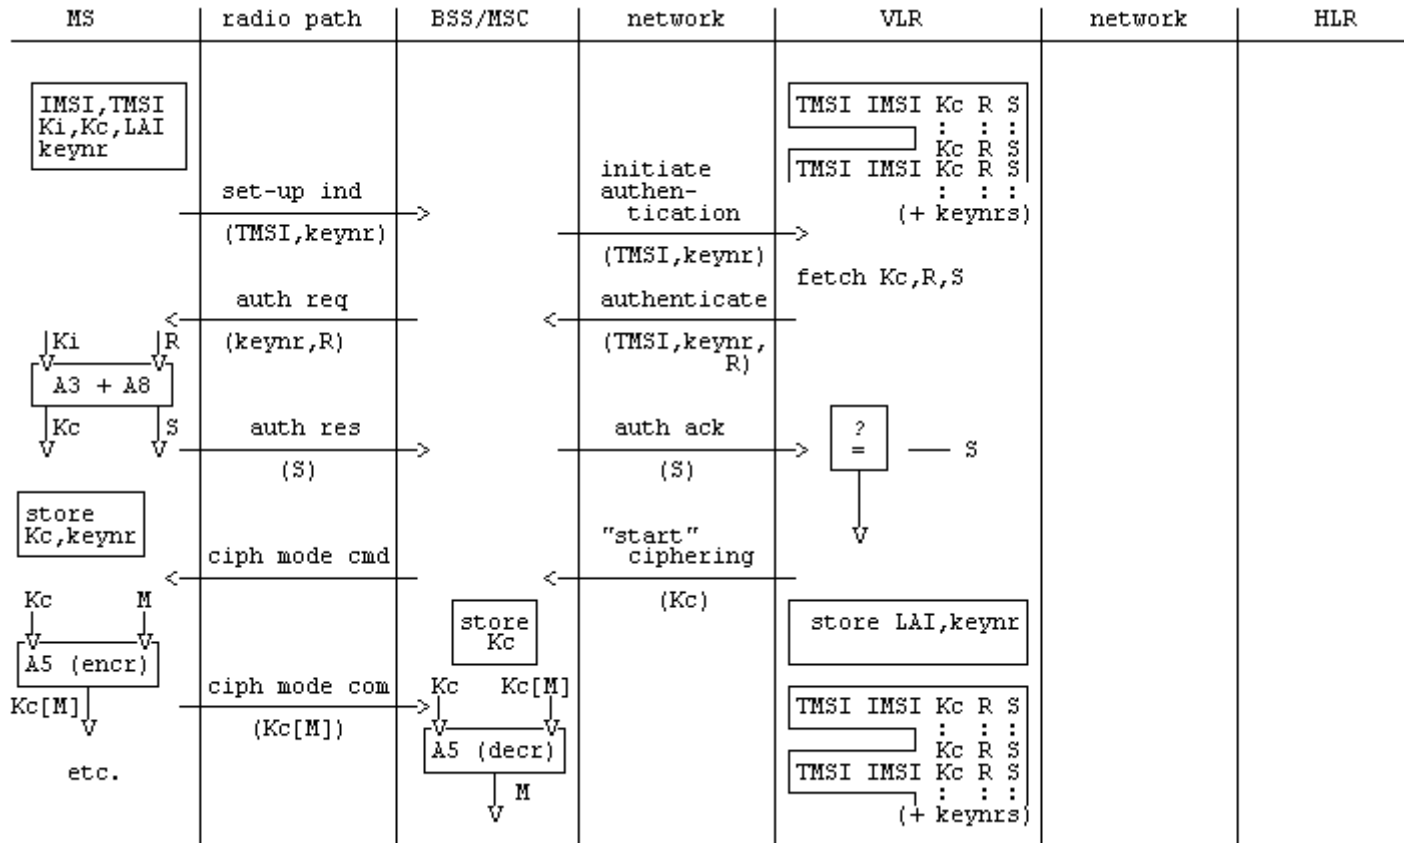 MS radio path BSS/MSC network VLR network HLR
IMSI,TMSI
Ki,Kc,LAI
keynr
TMSI IMSI Kc R S
: : :
Kc R S
TMSI IMSI Kc R S
: : :
(+ keynrs)
set-up ind
(TMSI,keynr)
initiate
authen-
tication
(TMSI,keynr)
fetch Kc,R,S
auth req
(keynr,R)
authenticate
(TMSI,keynr,
R)
Ki R
A3 + A8
Kc S
auth res
(S)
auth ack
(S)
?
=
S
store
Kc,keynr
ciph mode cmd
"start"
ciphering
(Kc)
Kc M
A5 (encr)
Kc[M]
store
Kc
store LAI,keynr
ciph mode com
(Kc[M])
Kc Kc[M]
A5 (decr)
M
TMSI IMSI Kc R S
: : :
Kc R S
TMSI IMSI Kc R S
: : :
(+ keynrs)
etc.